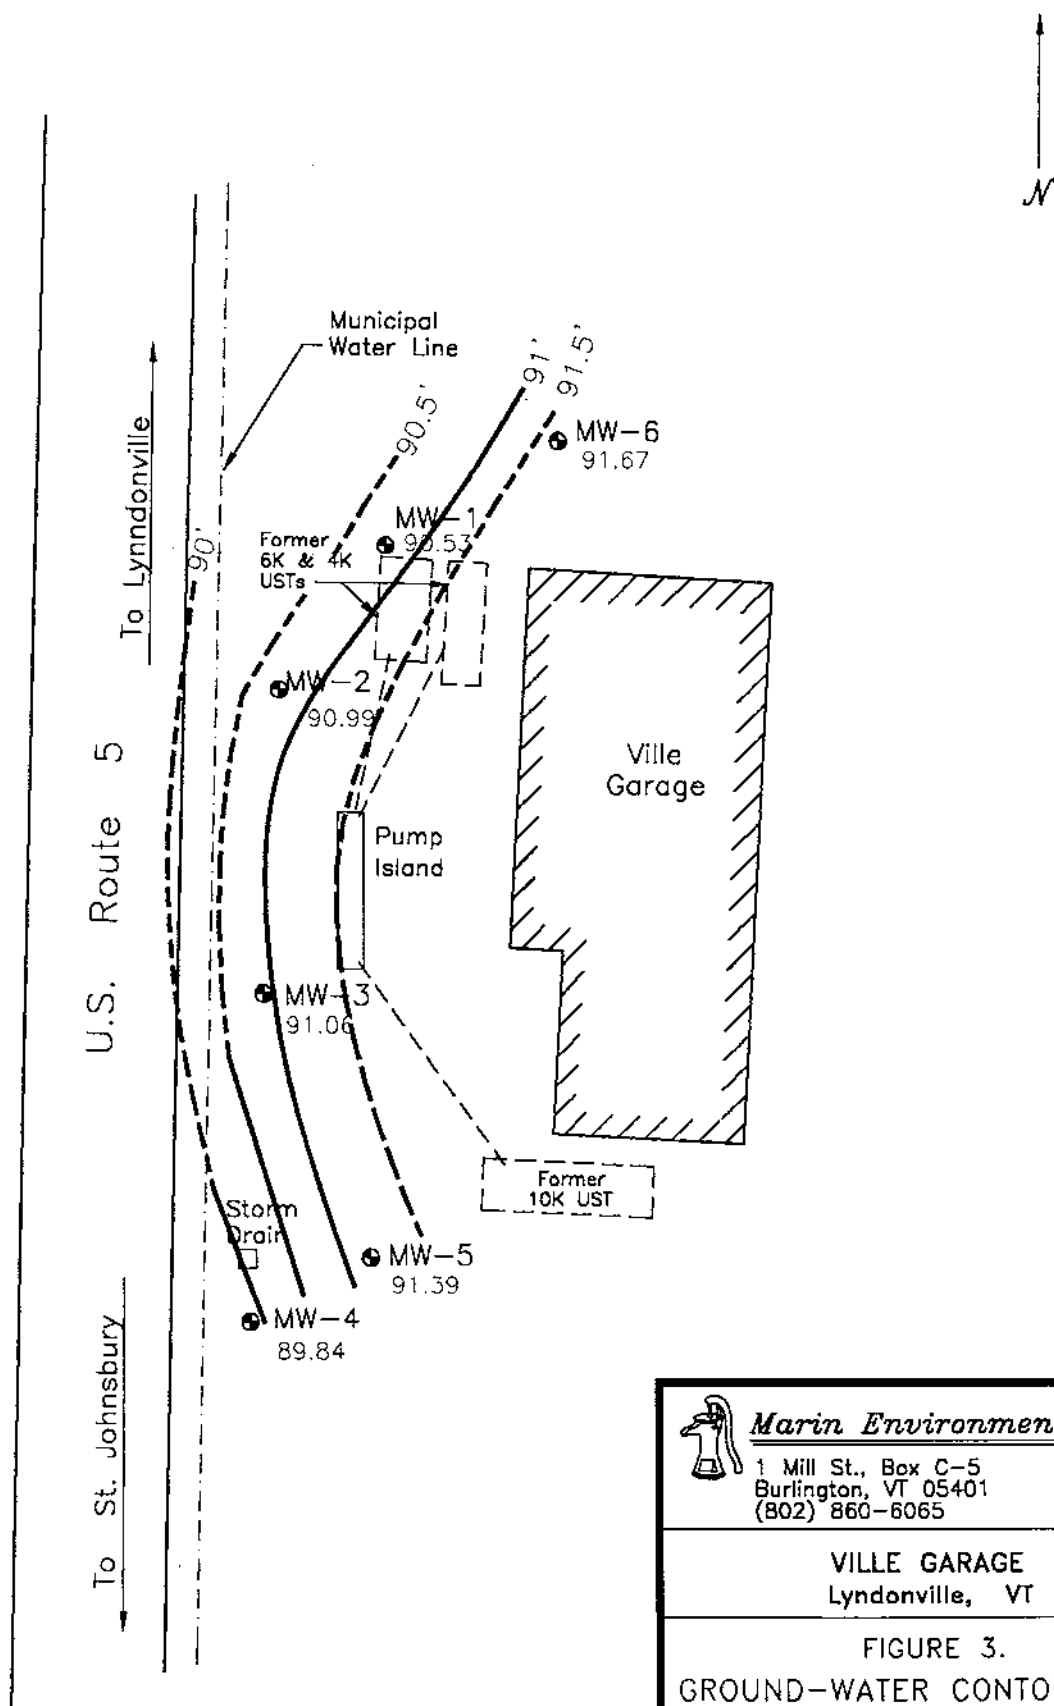 N
Municipal
Water Line
91'
91.5'
90.5'
MW-6
91.67
To Lynndonville
90'
MW-1
90.53
Former
6K & 4K
USTs
MW-2
90.99
U.S. Route 5
Ville
Garage
Pump
Island
MW-3
91.06
Former
10K UST
Storm
Drain
MW-5
91.39
MW-4
89.84
To St. Johnsbury
Marin Environmen
1 Mill St., Box C-5
Burlington, VT 05401
(802) 860-6065
VILLE GARAGE
Lyndonville, VT
FIGURE 3.
GROUND-WATER CONTO